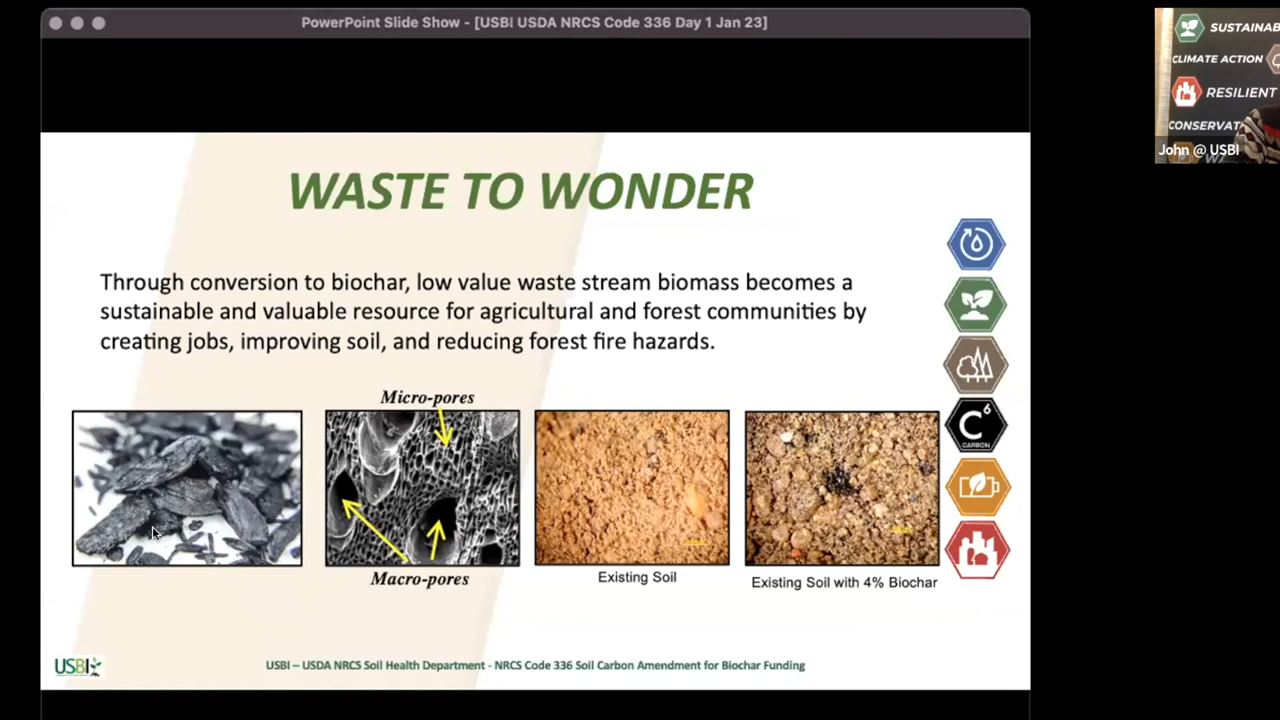 PowerPoint Slide Show - [USBI USDA NRCS Code 336 Day 1 Jan 23]
WASTE TO WONDER
Through conversion to biochar, low value waste stream biomass becomes a
sustainable and valuable resource for agricultural and forest communities by
creating jobs, improving soil, and reducing forest fire hazards.
Micro-pores
Macro-pores
Existing Soil
Existing Soil with 4% Biochar
C 6
CARBON
USBI
USBI – USDA NRCS Soil Health Department - NRCS Code 336 Soil Carbon Amendment for Biochar Funding
SUSTAINAB
CLIMATE ACTION
RESILIENT
CONSERVAT
John @ USBI